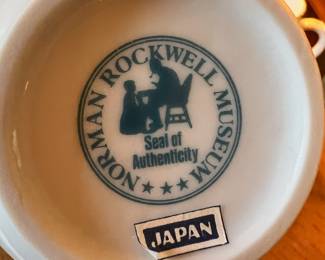 NORMAN ROCKWELL MUSEUM
Seal of
Authenticity
JAPAN